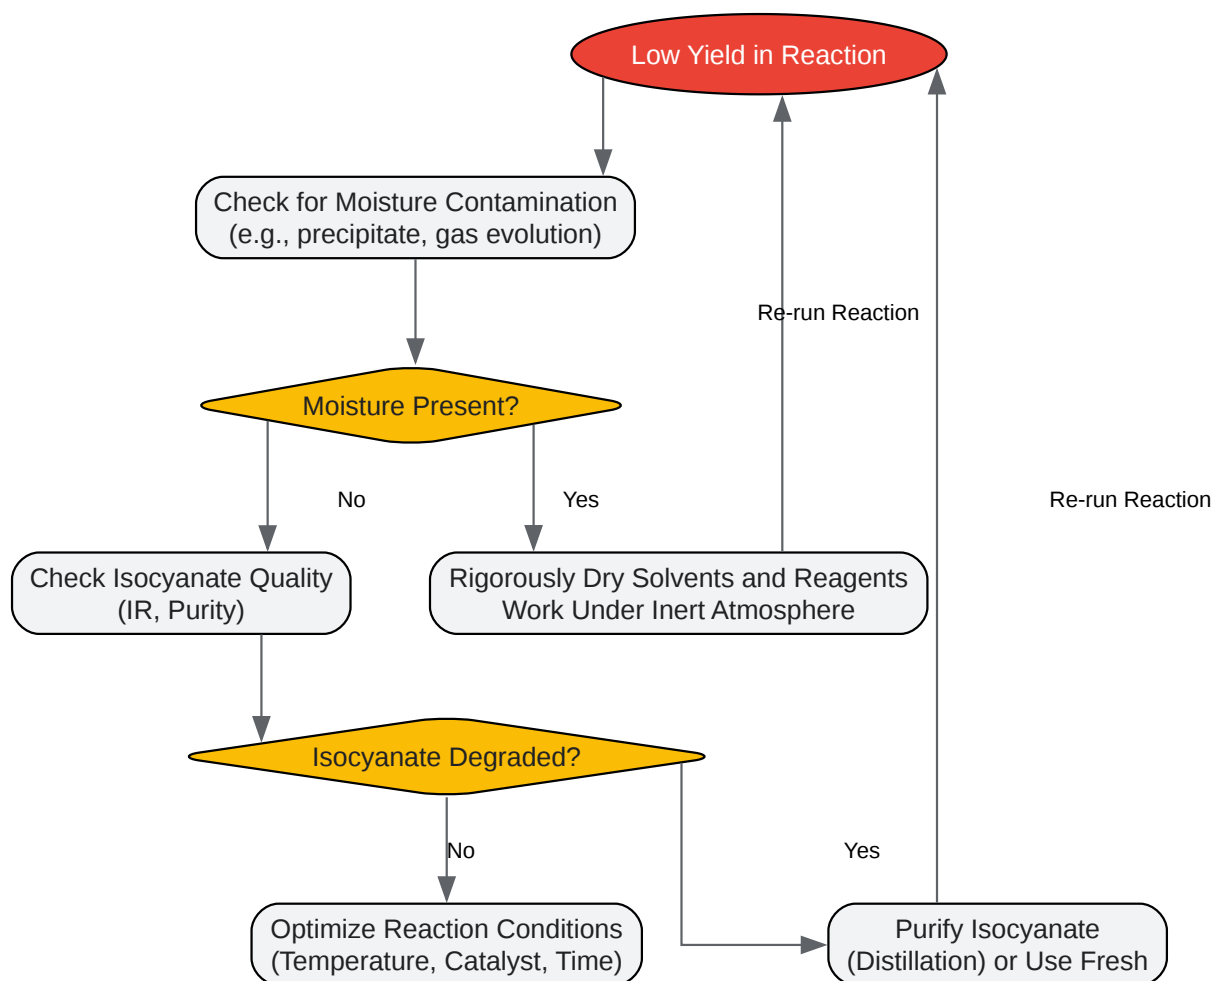 Low Yield in Reaction
Check for Moisture Contamination
(e.g., precipitate, gas evolution)
Re-run Reaction
Moisture Present?
No
Yes
Re-run Reaction
Check Isocyanate Quality
(IR, Purity)
Rigorously Dry Solvents and Reagents
Work Under Inert Atmosphere
Isocyanate Degraded?
No
Yes
Optimize Reaction Conditions
(Temperature, Catalyst, Time)
Purify Isocyanate
(Distillation) or Use Fresh